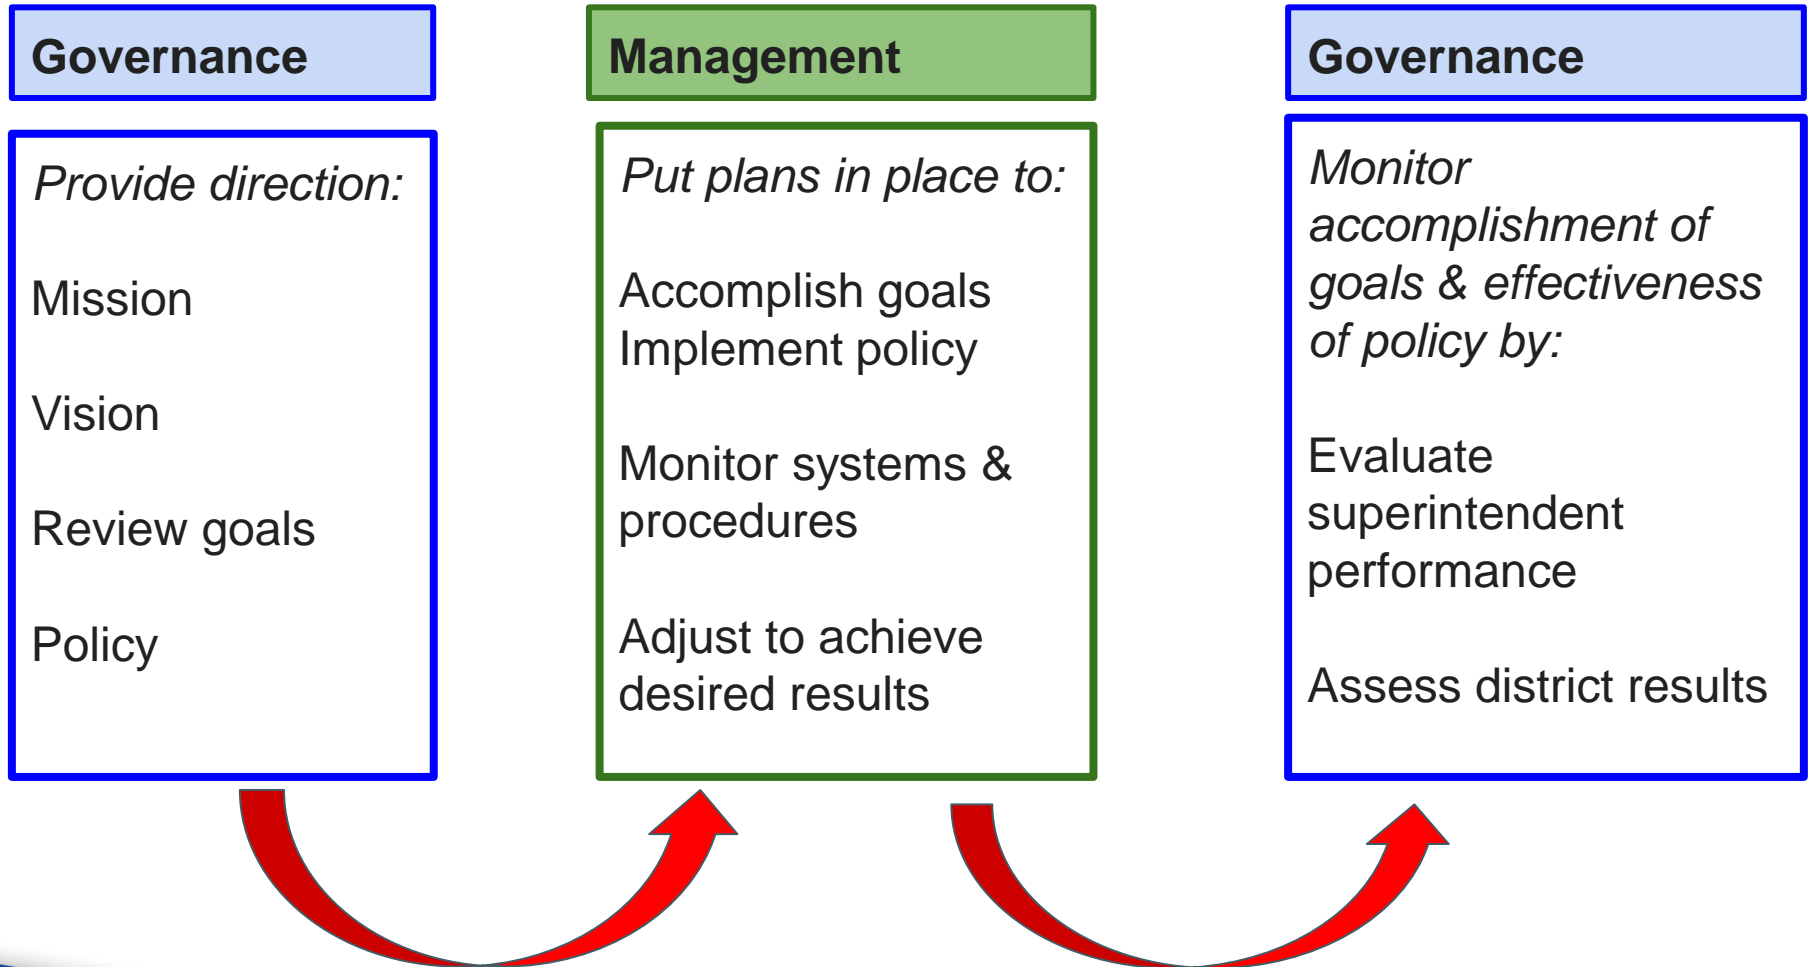 Governance
Provide direction:
Mission
Vision
Review goals
Policy
Management
Put plans in place to:
Accomplish goals
Implement policy
Monitor systems &
procedures
Adjust to achieve
desired results
Governance
Monitor
accomplishment of
goals & effectiveness
of policy by:
Evaluate
superintendent
performance
Assess district results